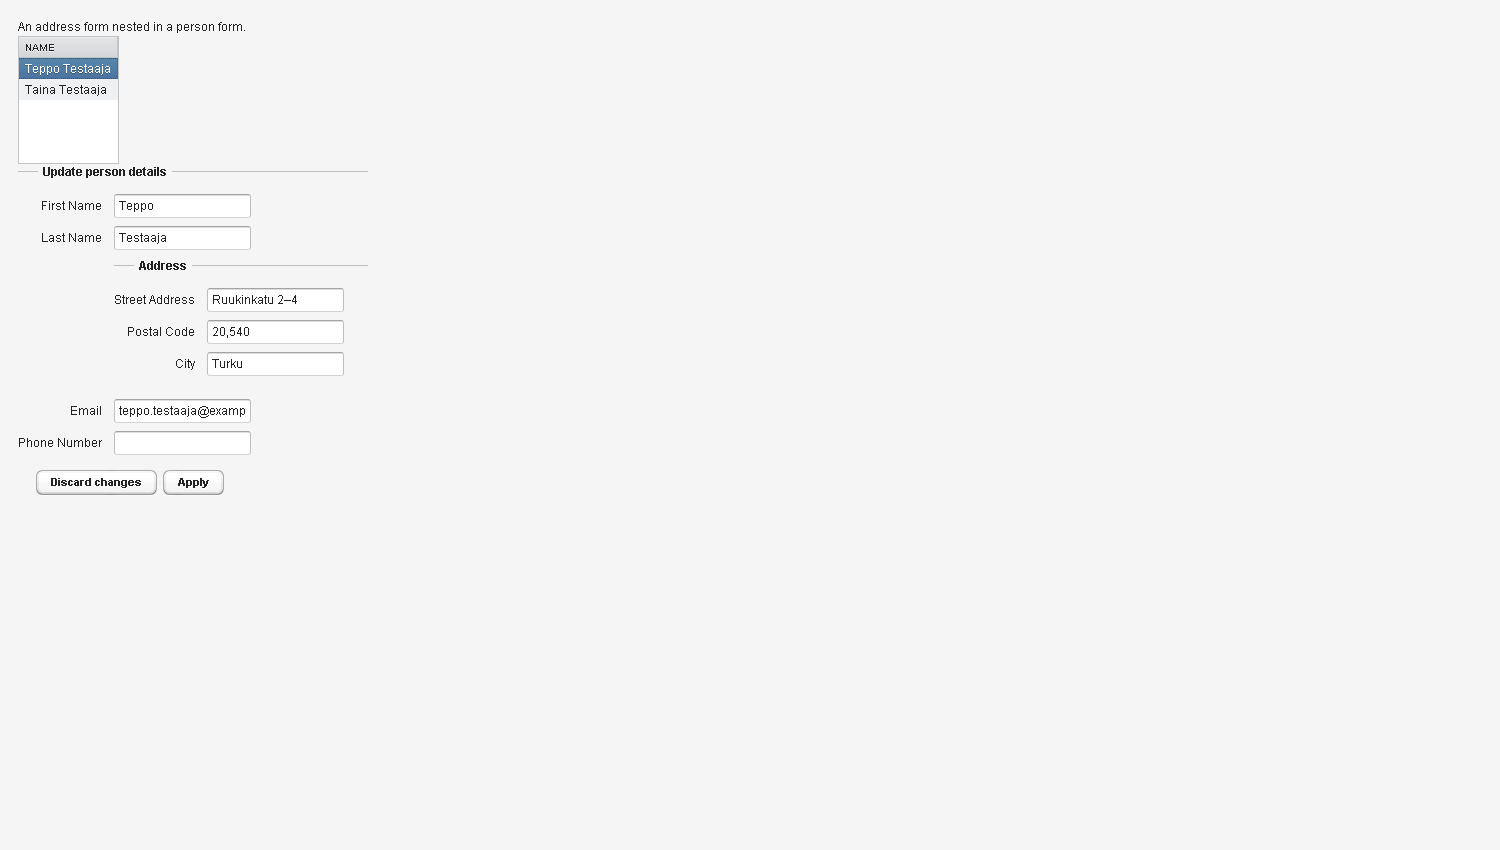 An address form nested in a person form.
NAME
Teppo Testaaja
Taina Testaaja
Update person details
First Name Teppo
Last Name Testaaja
Address
Street Address Ruukinkatu 2–4
Postal Code 20,540
City Turku
Email teppo.testaaja@examp
Phone Number
Discard changes Apply